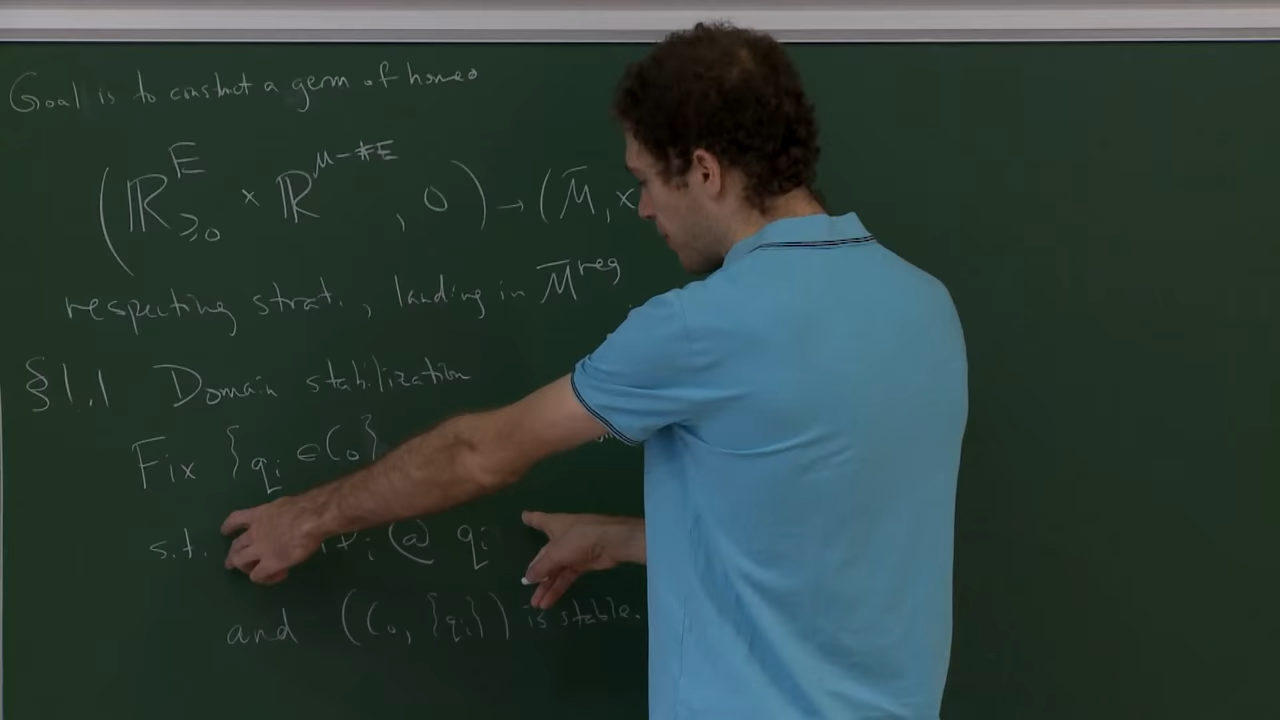 Goal is to construct a germ of homeo
(ℝ^E_{≥0} × ℝ^{μ-#E}, 0) → (M̄, x
respecting strat., landing in M̄^{reg}
§1.1 Domain stabilization
Fix {q_i ∈ C_0}
s.t. D_i @ q_i
and (C_0, {q_i}) is stable.